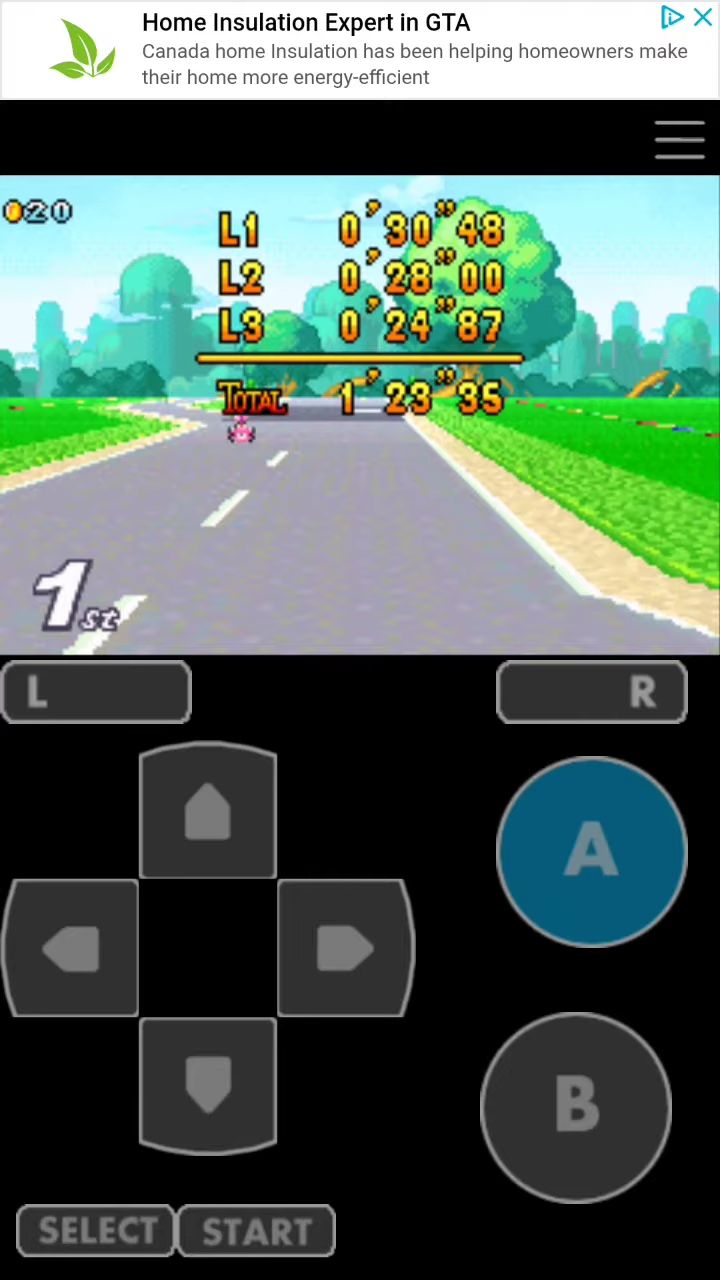 Home Insulation Expert in GTA
Canada home Insulation has been helping homeowners make
their home more energy-efficient
20
L1 0'30"48
L2 0'28"00
L3 0'24"87
TOTAL 1'23"35
1st
L R
A
B
SELECT START